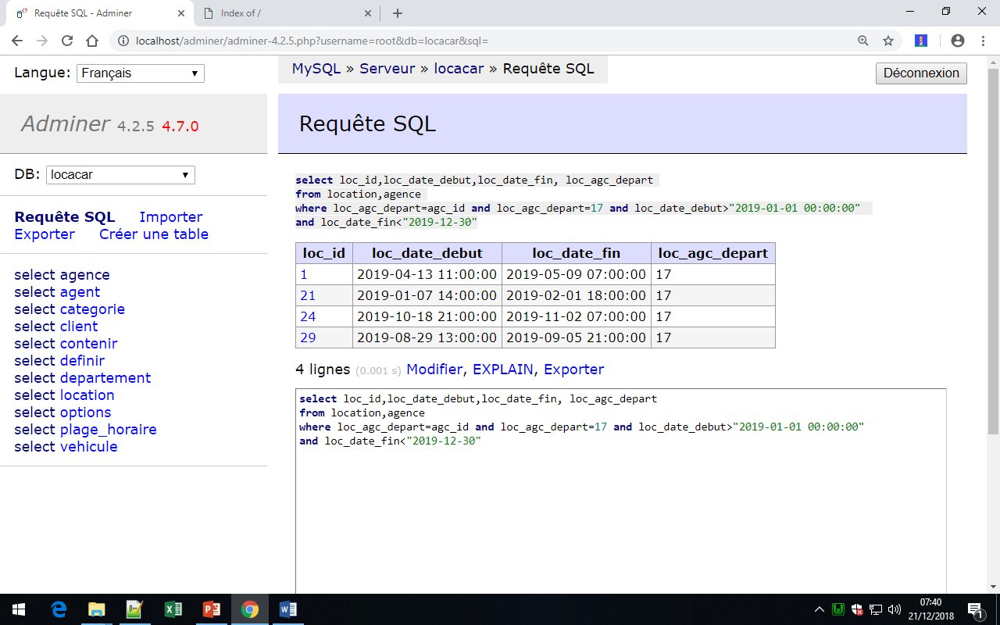 Requête SQL - Adminer
Index of /
localhost/adminer/adminer-4.2.5.php?username=root&db=locacar&sql=
Langue: Français
MySQL » Serveur » locacar » Requête SQL
Déconnexion
Adminer 4.2.5 4.7.0
Requête SQL
DB: locacar
Requête SQL Importer
Exporter Créer une table
select agence
select agent
select categorie
select client
select contenir
select definir
select departement
select location
select options
select plage_horaire
select vehicule
select loc_id,loc_date_debut,loc_date_fin, loc_agc_depart
from location,agence
where loc_agc_depart=agc_id and loc_agc_depart=17 and loc_date_debut>"2019-01-01 00:00:00"
and loc_date_fin<"2019-12-30"
loc_id loc_date_debut loc_date_fin loc_agc_depart
1 2019-04-13 11:00:00 2019-05-09 07:00:00 17
21 2019-01-07 14:00:00 2019-02-01 18:00:00 17
24 2019-10-18 21:00:00 2019-11-02 07:00:00 17
29 2019-08-29 13:00:00 2019-09-05 21:00:00 17
4 lignes (0.001 s) Modifier, EXPLAIN, Exporter
select loc_id,loc_date_debut,loc_date_fin, loc_agc_depart
from location,agence
where loc_agc_depart=agc_id and loc_agc_depart=17 and loc_date_debut>"2019-01-01 00:00:00"
and loc_date_fin<"2019-12-30"
07:40
21/12/2018
1